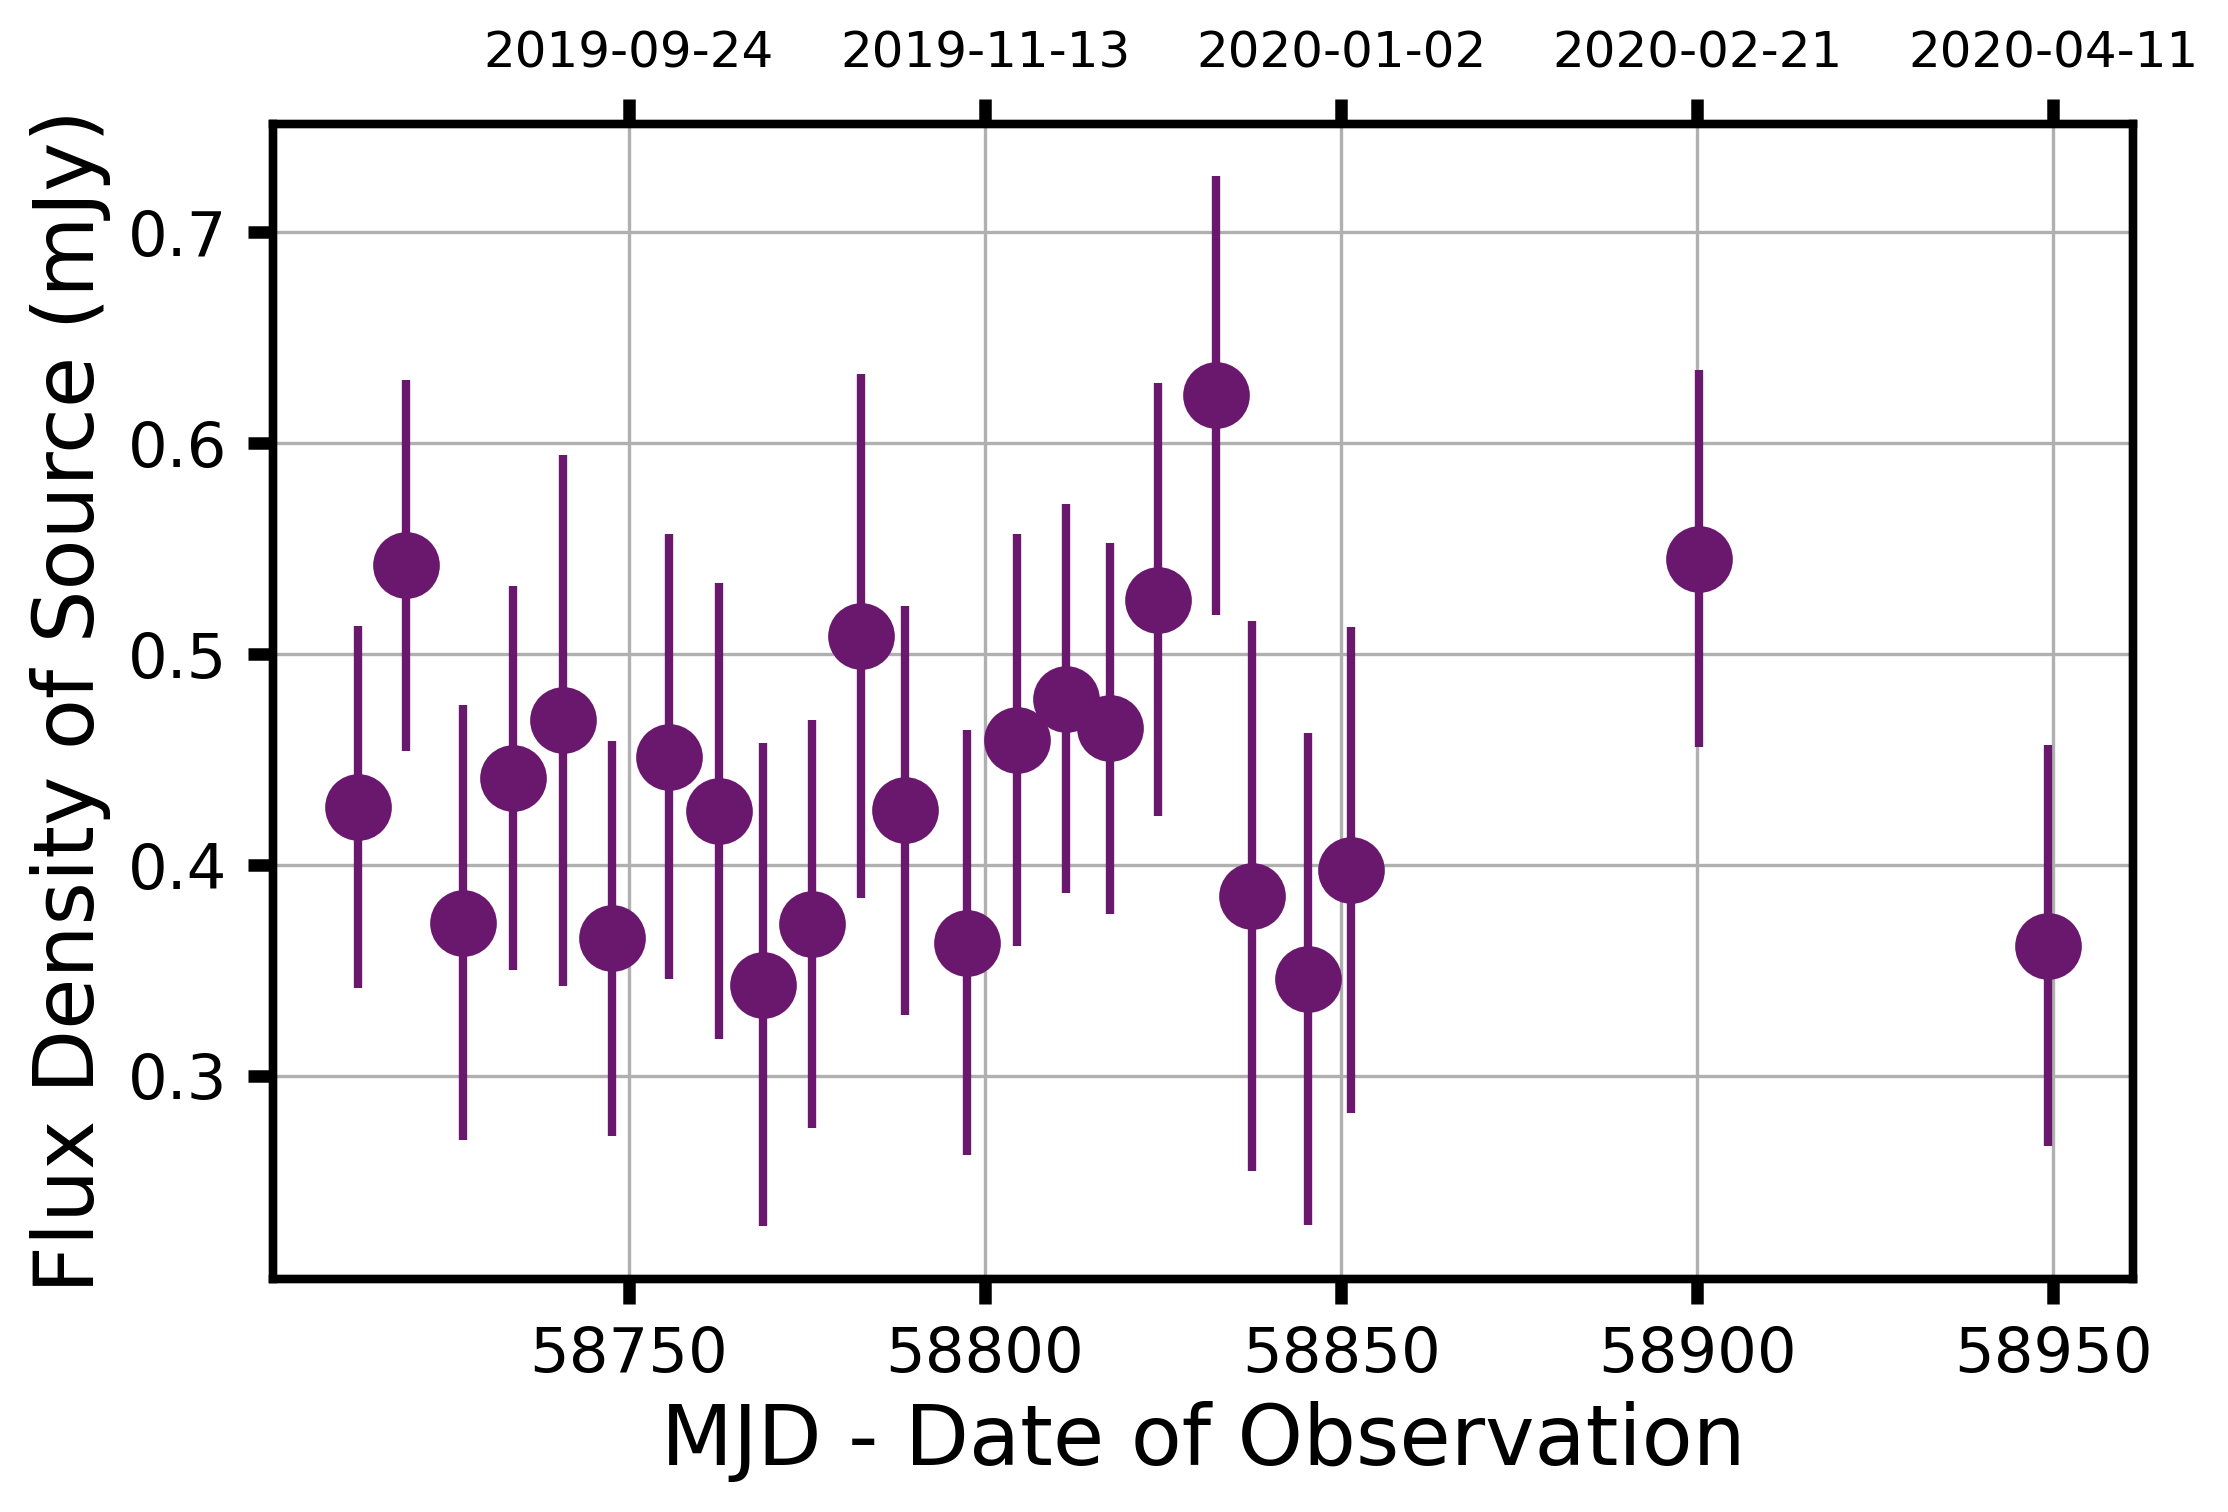 2019-09-24 2019-11-13 2020-01-02 2020-02-21 2020-04-11
Flux Density of Source (mJy)
0.7
0.6
0.5
0.4
0.3
58750 58800 58850 58900 58950
MJD - Date of Observation